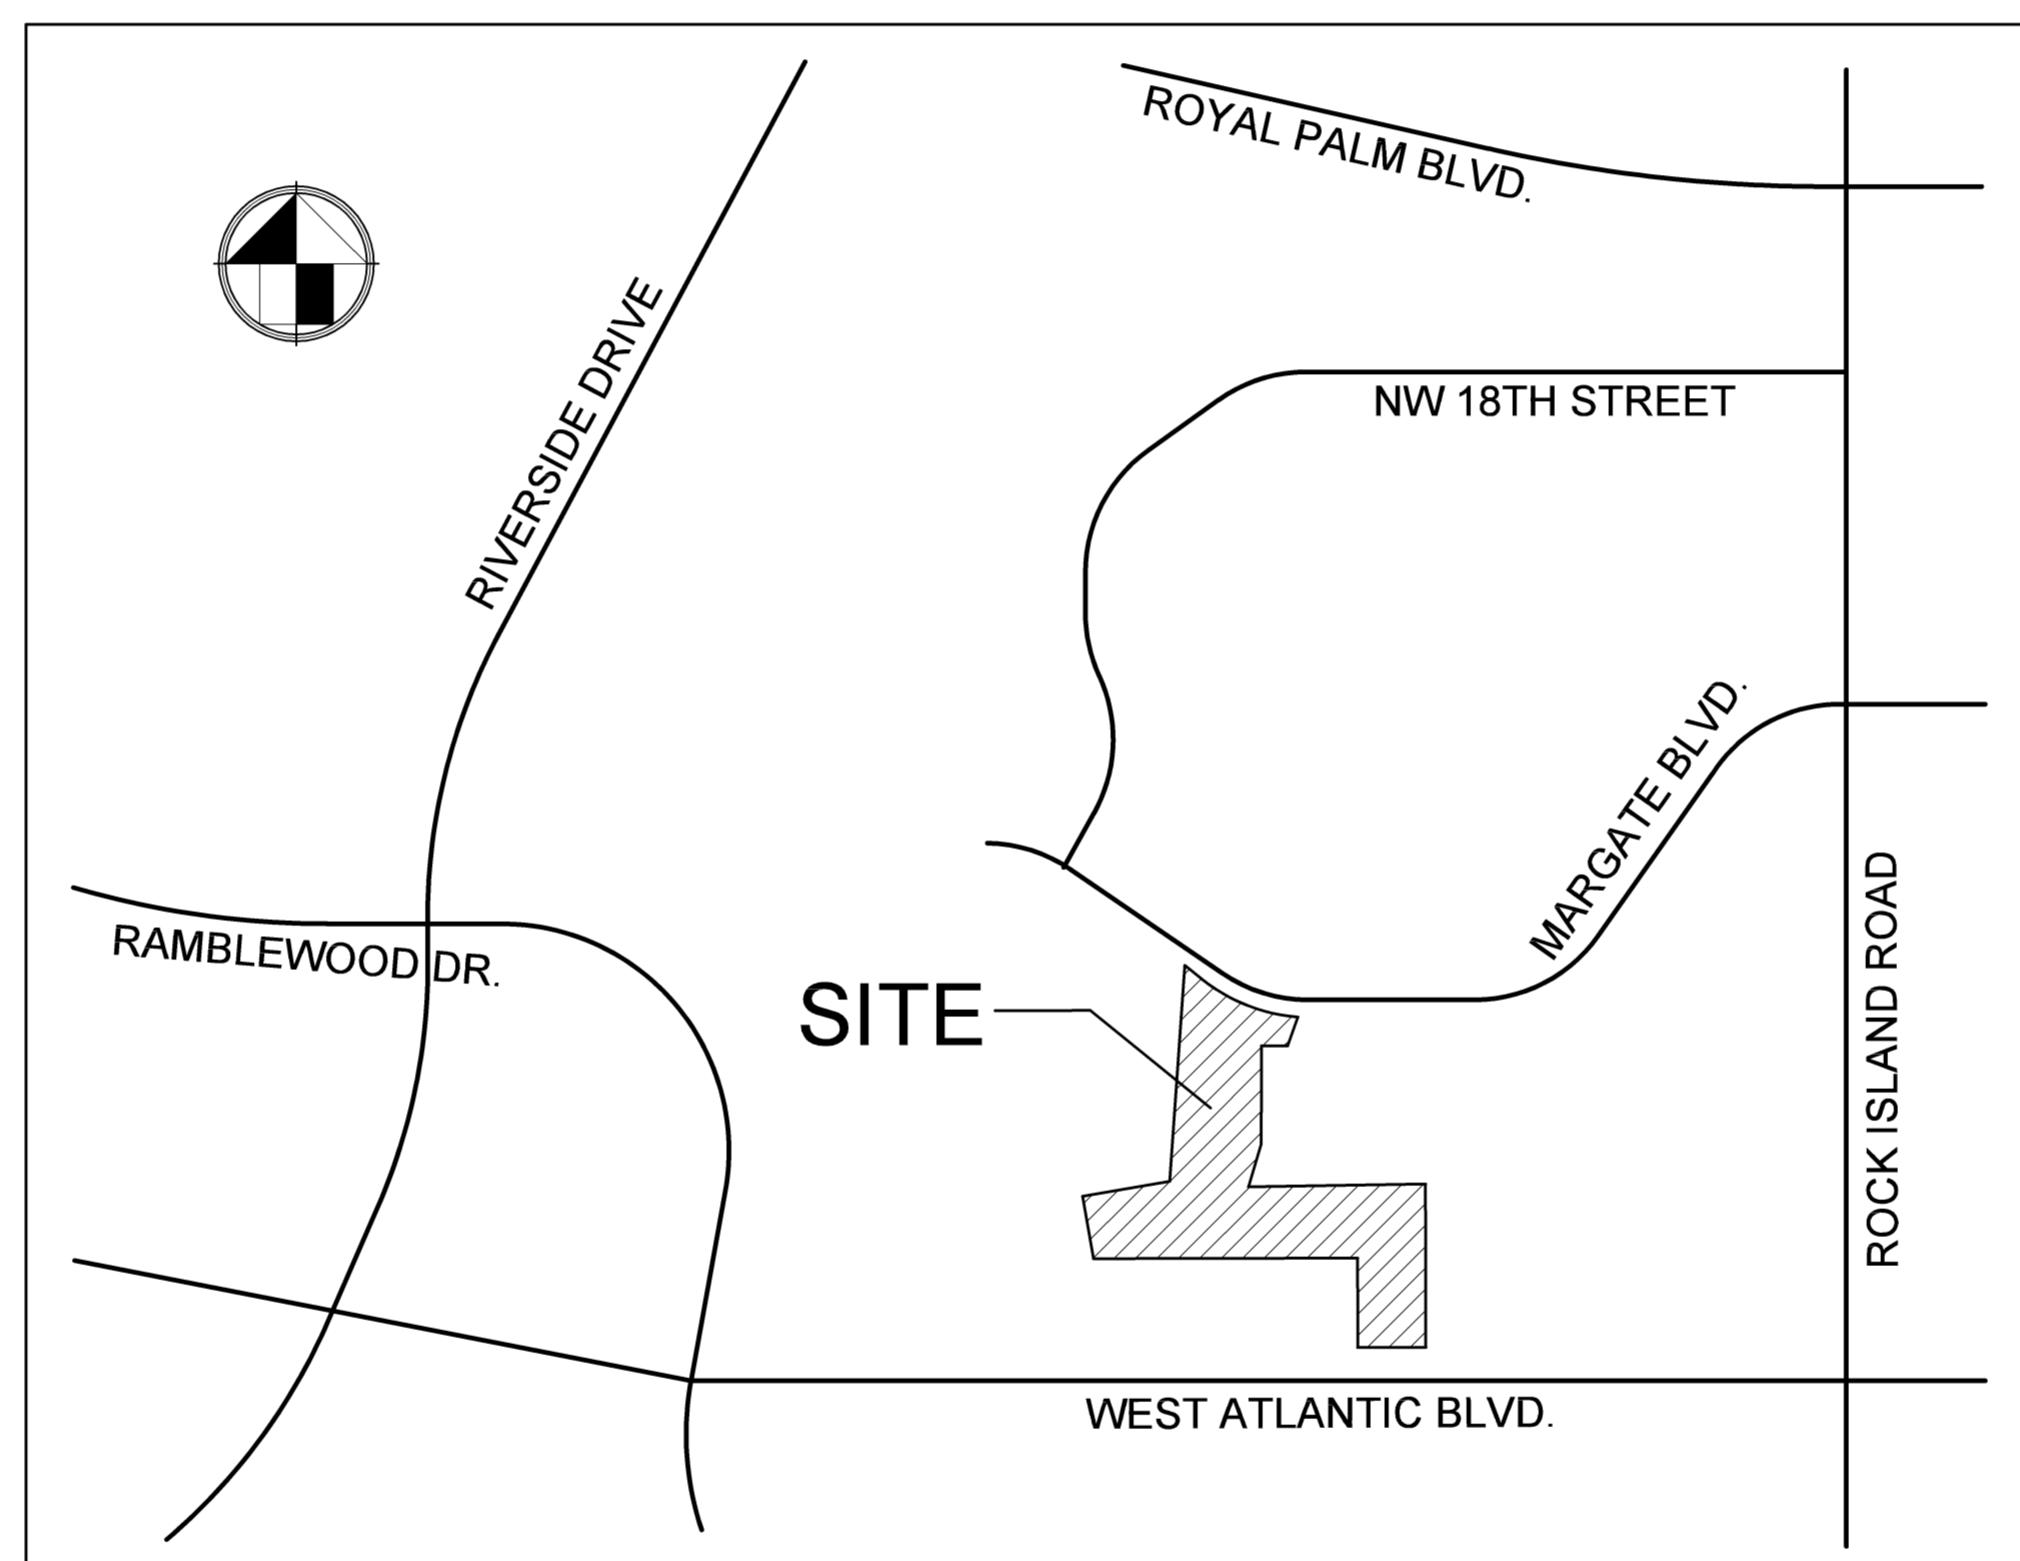 ROYAL PALM BLVD.
RIVERSIDE DRIVE
NW 18TH STREET
MARGATE BLVD.
RAMBLEWOOD DR.
SITE
ROCK ISLAND ROAD
WEST ATLANTIC BLVD.